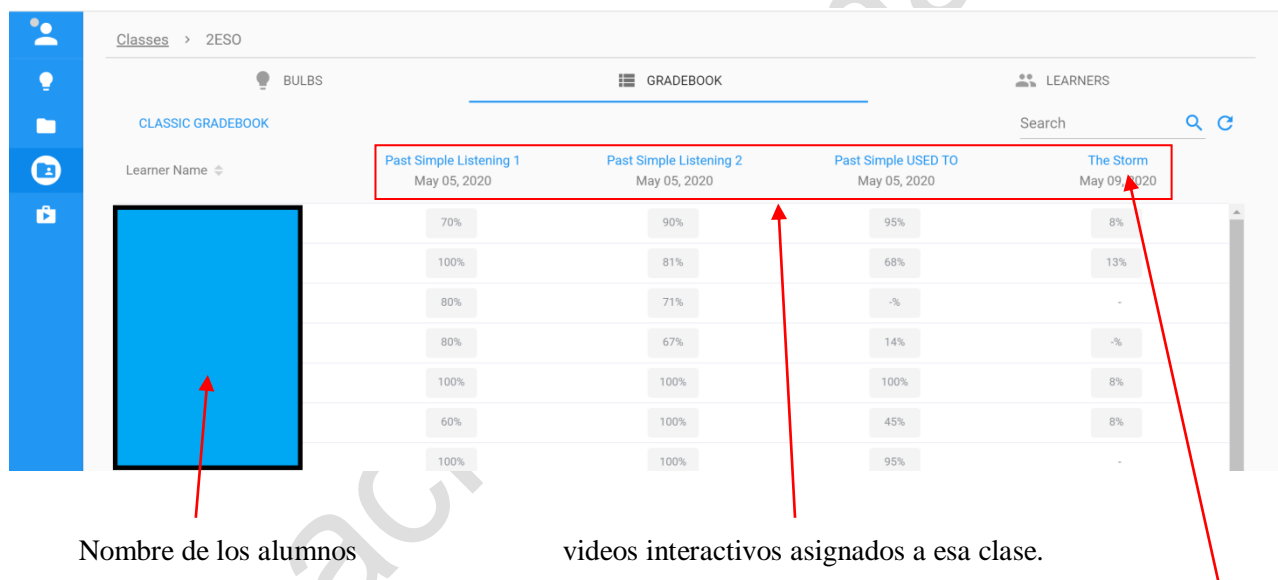 Classes > 2ESO
BULBS GRADEBOOK LEARNERS
CLASSIC GRADEBOOK Search
Learner Name Past Simple Listening 1 Past Simple Listening 2 Past Simple USED TO The Storm
May 05, 2020 May 05, 2020 May 05, 2020 May 09, 2020
70% 90% 95% 8%
100% 81% 68% 13%
80% 71% -% -
80% 67% 14% -%
100% 100% 100% 8%
60% 100% 45% 8%
100% 100% 95% -
Nombre de los alumnos videos interactivos asignados a esa clase.